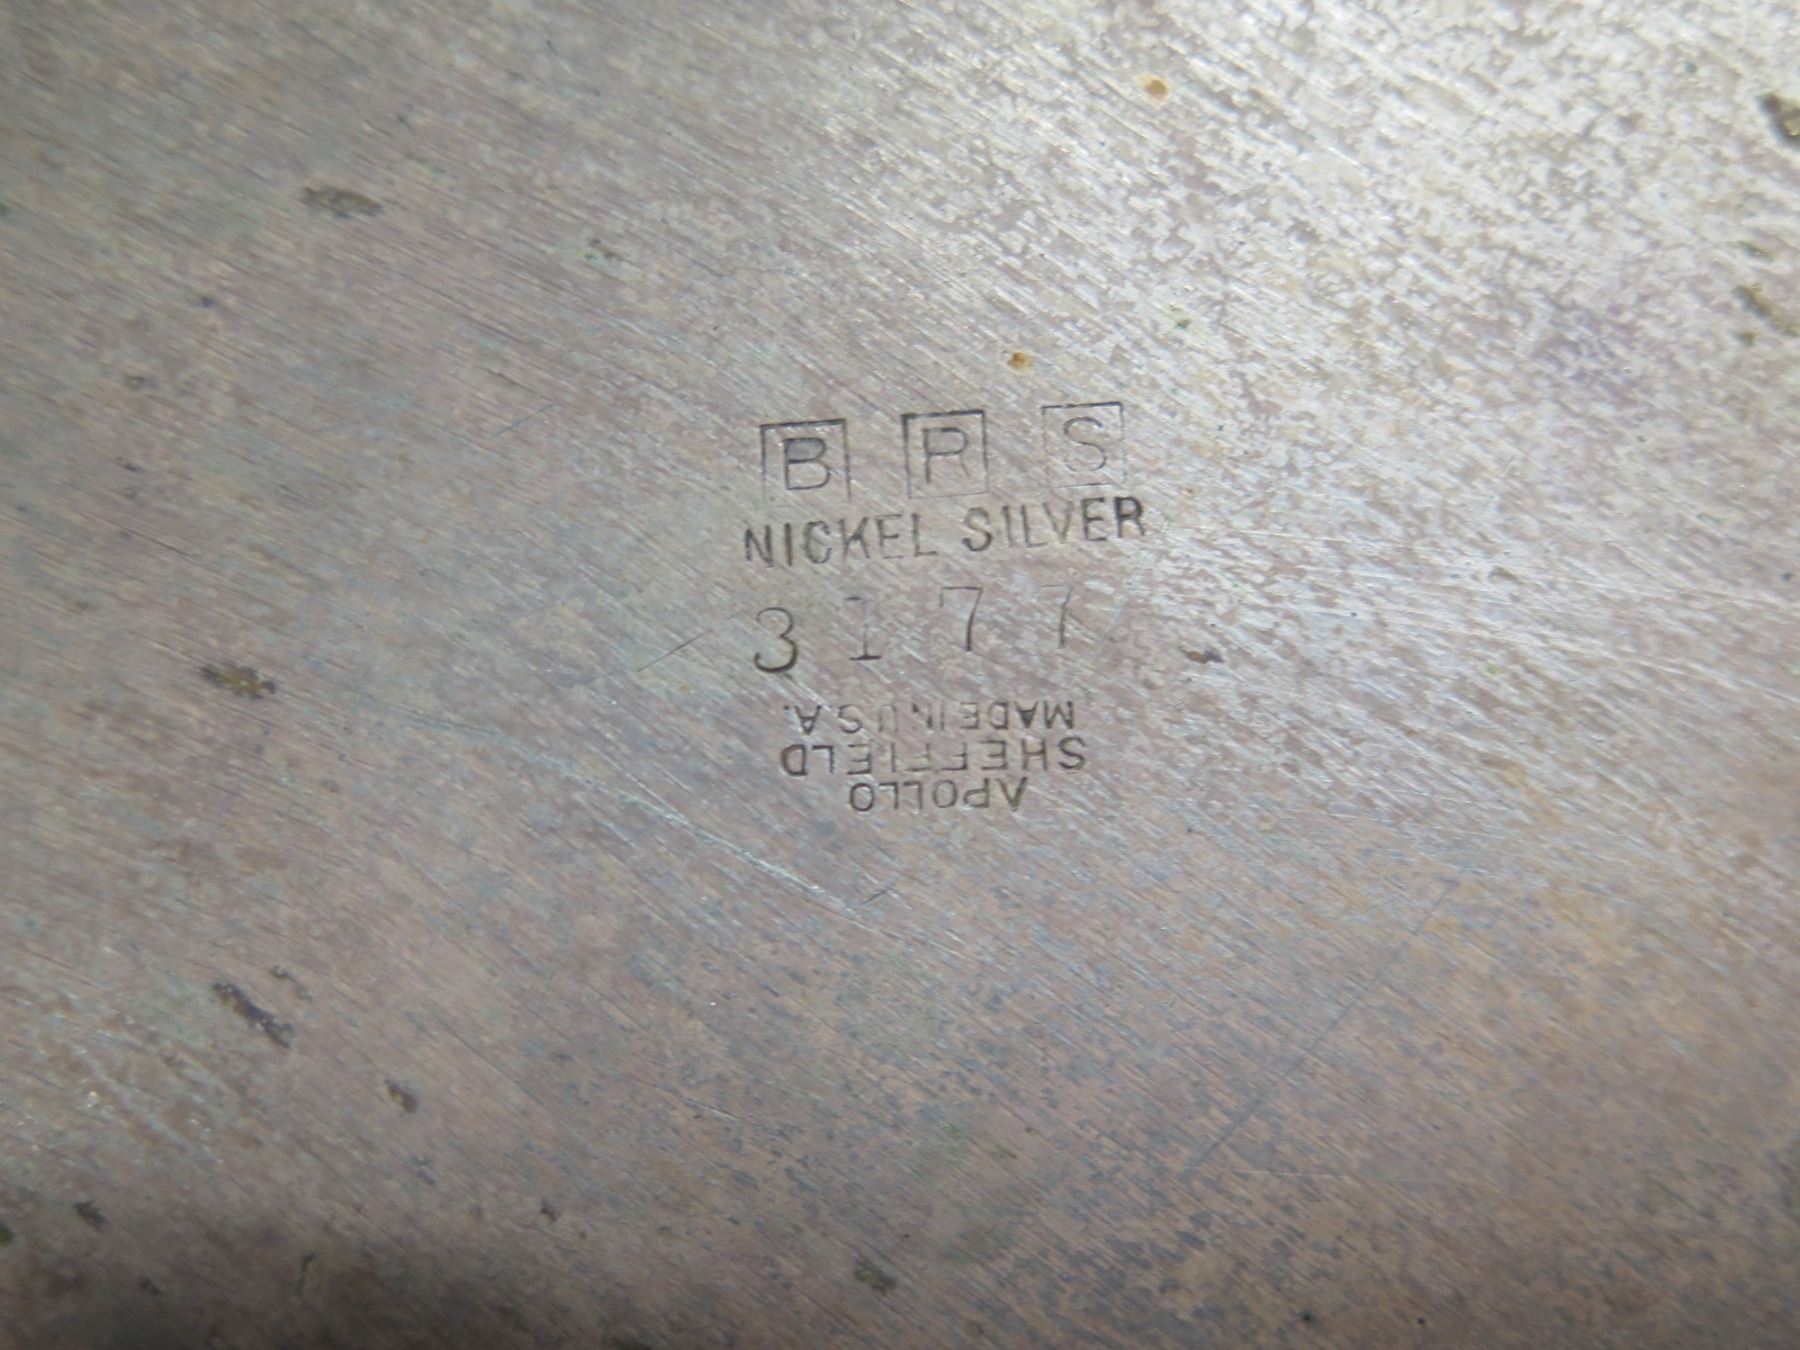 B R S
NICKEL SILVER
3177
APOLLO
SHEFFIELD
MADE IN U.S.A.